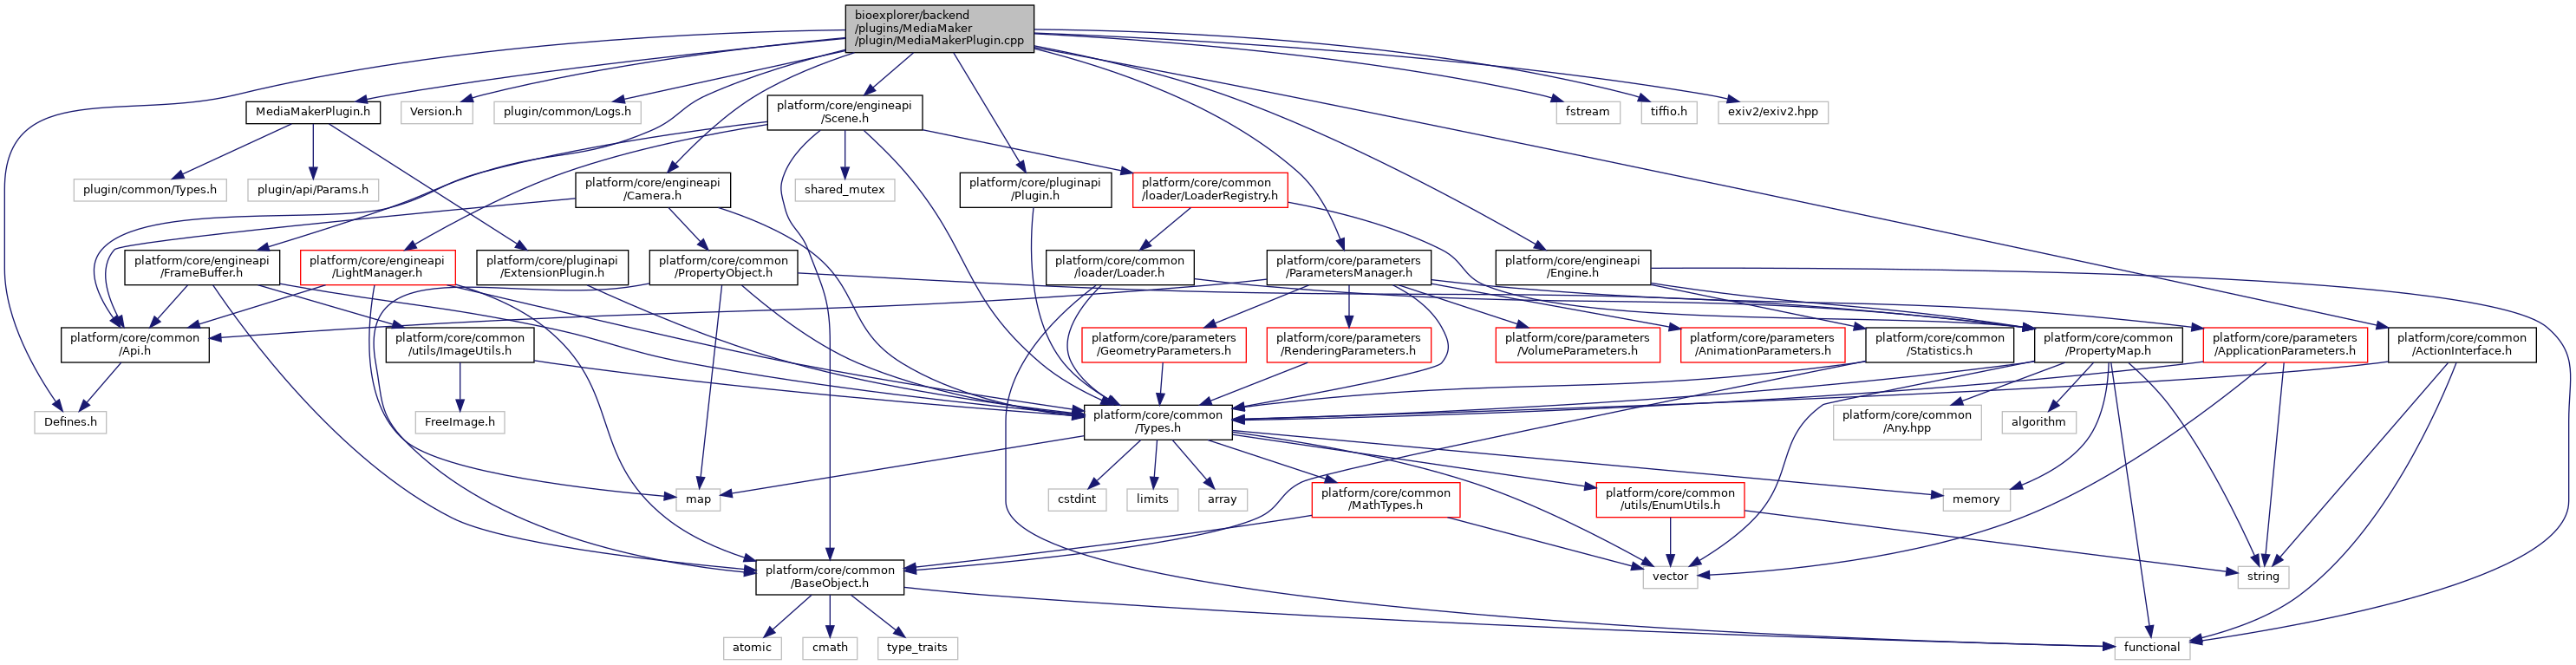 bioexplorer/backend
/plugins/MediaMaker
/plugin/MediaMakerPlugin.cpp
MediaMakerPlugin.h
Version.h
plugin/common/Logs.h
platform/core/engineapi
/Scene.h
fstream
tiffio.h
exiv2/exiv2.hpp
plugin/common/Types.h
plugin/api/Params.h
platform/core/engineapi
/Camera.h
shared_mutex
platform/core/pluginapi
/Plugin.h
platform/core/common
/loader/LoaderRegistry.h
platform/core/engineapi
/FrameBuffer.h
platform/core/engineapi
/LightManager.h
platform/core/pluginapi
/ExtensionPlugin.h
platform/core/common
/PropertyObject.h
platform/core/common
/loader/Loader.h
platform/core/parameters
/ParametersManager.h
platform/core/engineapi
/Engine.h
platform/core/common
/Api.h
platform/core/common
/utils/ImageUtils.h
platform/core/parameters
/GeometryParameters.h
platform/core/parameters
/RenderingParameters.h
platform/core/parameters
/VolumeParameters.h
platform/core/parameters
/AnimationParameters.h
platform/core/common
/Statistics.h
platform/core/common
/PropertyMap.h
platform/core/parameters
/ApplicationParameters.h
platform/core/common
/ActionInterface.h
Defines.h
FreeImage.h
platform/core/common
/Types.h
platform/core/common
/Any.hpp
algorithm
map
cstdint
limits
array
platform/core/common
/MathTypes.h
platform/core/common
/utils/EnumUtils.h
memory
platform/core/common
/BaseObject.h
vector
string
atomic
cmath
type_traits
functional